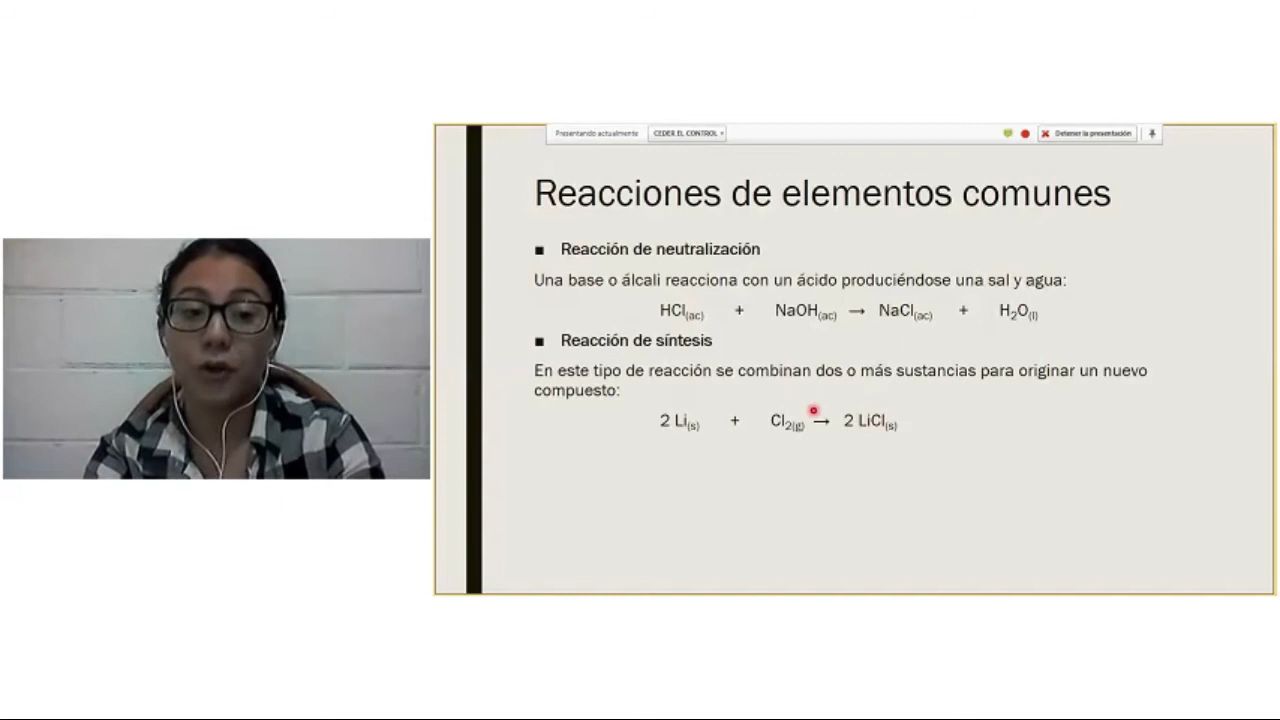 Presentando actualmente CEDER EL CONTROL Detener la presentación
Reacciones de elementos comunes
■ Reacción de neutralización
Una base o álcali reacciona con un ácido produciéndose una sal y agua:
HCl(ac) + NaOH(ac) → NaCl(ac) + H₂O(l)
■ Reacción de síntesis
En este tipo de reacción se combinan dos o más sustancias para originar un nuevo
compuesto:
2 Li(s) + Cl₂(g) → 2 LiCl(s)